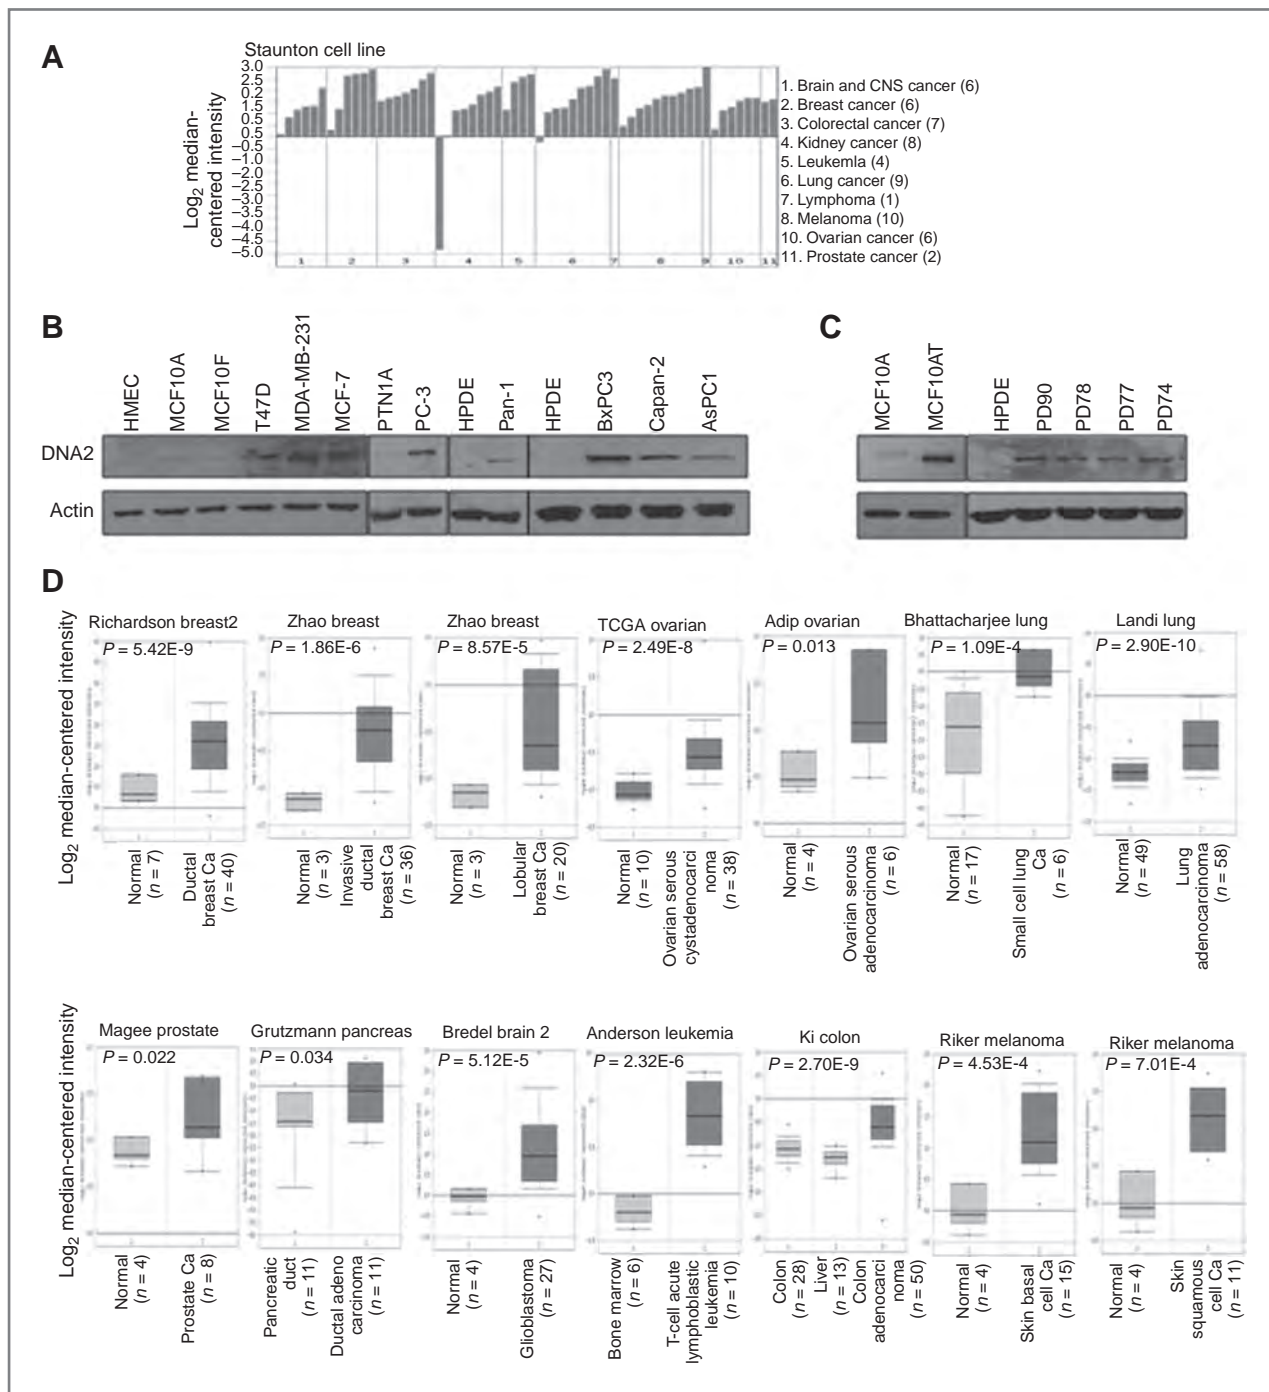 A
Staunton cell line
Log2 median-
centered intensity
3.0
2.5
1.5
0.5
−0.5
−1.0
−2.0
−2.5
−3.0
−3.5
−4.0
−4.5
−5.0
1 2 3 4 5 6 7 8 9 10 11
1. Brain and CNS cancer (6)
2. Breast cancer (6)
3. Colorectal cancer (7)
4. Kidney cancer (8)
5. Leukemla (4)
6. Lung cancer (9)
7. Lymphoma (1)
8. Melanoma (10)
10. Ovarian cancer (6)
11. Prostate cancer (2)
B
HMEC
MCF10A
MCF10F
T47D
MDA-MB-231
MCF-7
PTN1A
PC-3
HPDE
Pan-1
HPDE
BxPC3
Capan-2
AsPC1
DNA2
Actin
C
MCF10A
MCF10AT
HPDE
PD90
PD78
PD77
PD74
D
Log2 median-centered intensity
Richardson breast2
P = 5.42E-9
Normal
(n = 7)
Ductal
breast Ca
(n = 40)
Zhao breast
P = 1.86E-6
Normal
(n = 3)
Invasive
ductal
breast Ca
(n = 36)
Zhao breast
P = 8.57E-5
Normal
(n = 3)
Lobular
breast Ca
(n = 20)
TCGA ovarian
P = 2.49E-8
Normal
(n = 10)
Ovarian serous
cystadenocarci
noma
(n = 38)
Adip ovarian
P = 0.013
Normal
(n = 4)
Ovarian serous
adenocarcinoma
(n = 6)
Bhattacharjee lung
P = 1.09E-4
Normal
(n = 17)
Small cell lung
Ca
(n = 6)
Landi lung
P = 2.90E-10
Normal
(n = 49)
Lung
adenocarcinoma
(n = 58)
Log2 median-centered intensity
Magee prostate
P = 0.022
Normal
(n = 4)
Prostate Ca
(n = 8)
Grutzmann pancreas
P = 0.034
Pancreatic
duct
(n = 11)
Ductal adeno
carcinoma
(n = 11)
Bredel brain 2
P = 5.12E-5
Normal
(n = 4)
Glioblastoma
(n = 27)
Anderson leukemia
P = 2.32E-6
Bone marrow
(n = 6)
T-cell acute
lymphoblastic
leukemia
(n = 10)
Ki colon
P = 2.70E-9
Colon
(n = 28)
Liver
(n = 13)
Colon
adenocarci
noma
(n = 50)
Riker melanoma
P = 4.53E-4
Normal
(n = 4)
Skin basal
cell Ca
(n = 15)
Riker melanoma
P = 7.01E-4
Normal
(n = 4)
Skin
squamous
cell Ca
(n = 11)